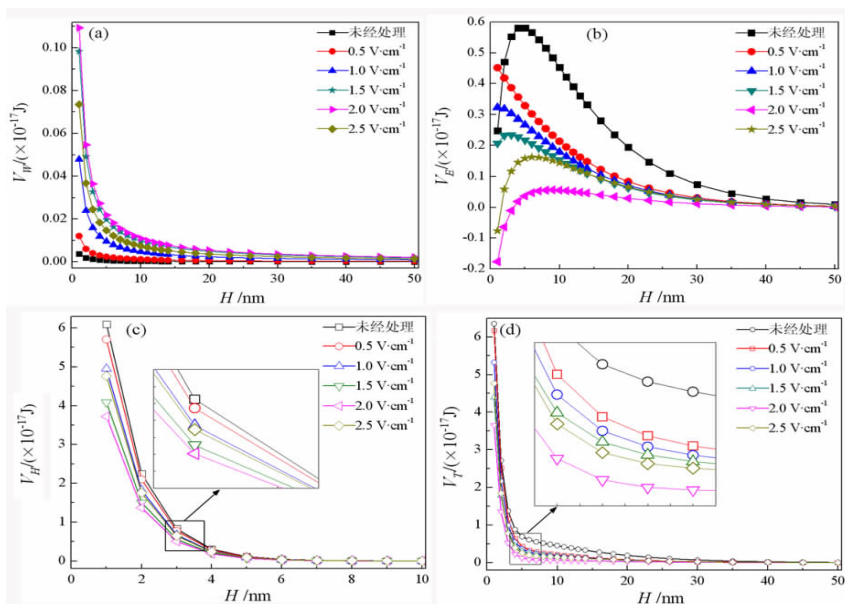 (a)
未经处理
0.5 V·cm⁻¹
1.0 V·cm⁻¹
1.5 V·cm⁻¹
2.0 V·cm⁻¹
2.5 V·cm⁻¹
0.10
0.08
0.06
0.04
0.02
0.00
V_W/(×10⁻¹⁷J)
0 10 20 30 40 50
H /nm
(b)
未经处理
0.5 V·cm⁻¹
1.0 V·cm⁻¹
1.5 V·cm⁻¹
2.0 V·cm⁻¹
2.5 V·cm⁻¹
0.6
0.5
0.4
0.3
0.2
0.1
0.0
-0.1
-0.2
V_E/(×10⁻¹⁷J)
0 10 20 30 40 50
H /nm
(c)
未经处理
0.5 V·cm⁻¹
1.0 V·cm⁻¹
1.5 V·cm⁻¹
2.0 V·cm⁻¹
2.5 V·cm⁻¹
6
5
4
3
2
1
0
V_H/(×10⁻¹⁷J)
0 2 4 6 8 10
H /nm
(d)
未经处理
0.5 V·cm⁻¹
1.0 V·cm⁻¹
1.5 V·cm⁻¹
2.0 V·cm⁻¹
2.5 V·cm⁻¹
6
5
4
3
2
1
0
V_T/(×10⁻¹⁷J)
0 10 20 30 40 50
H /nm